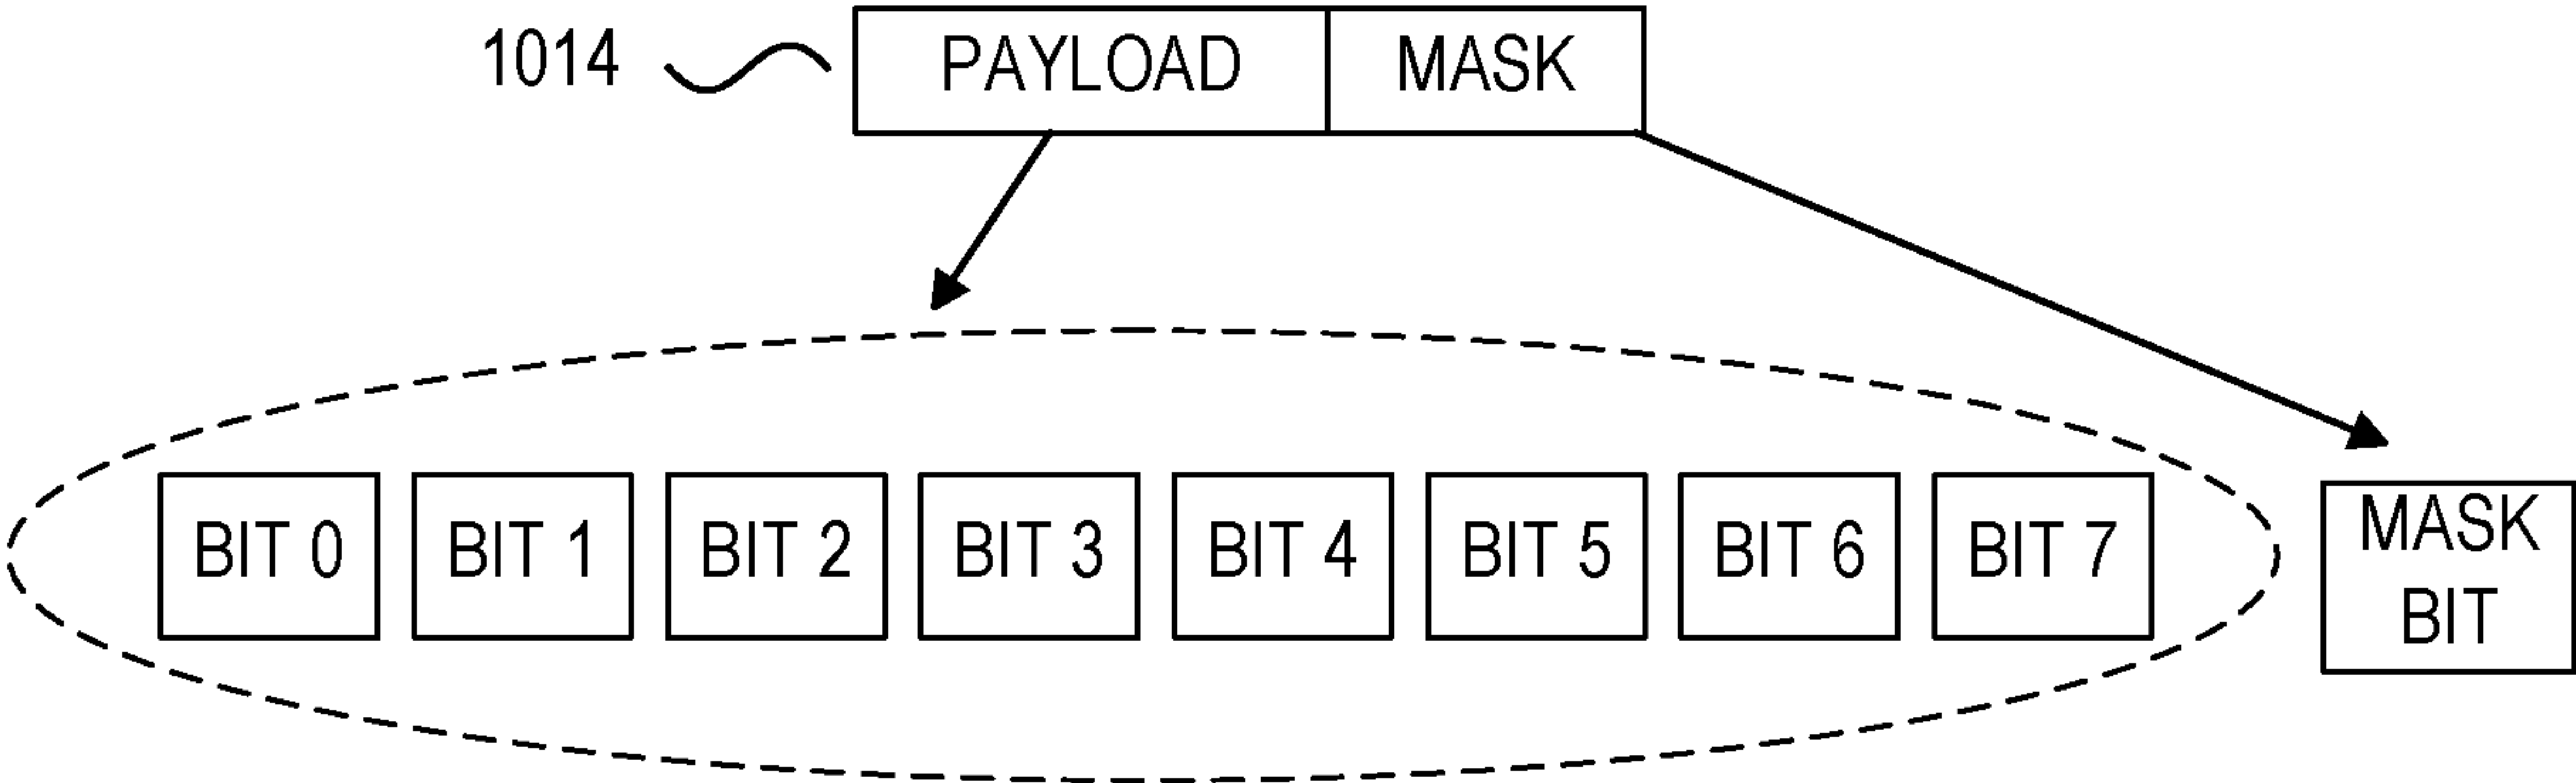 1014 PAYLOAD MASK
BIT 0 BIT 1 BIT 2 BIT 3 BIT 4 BIT 5 BIT 6 BIT 7
MASK
BIT